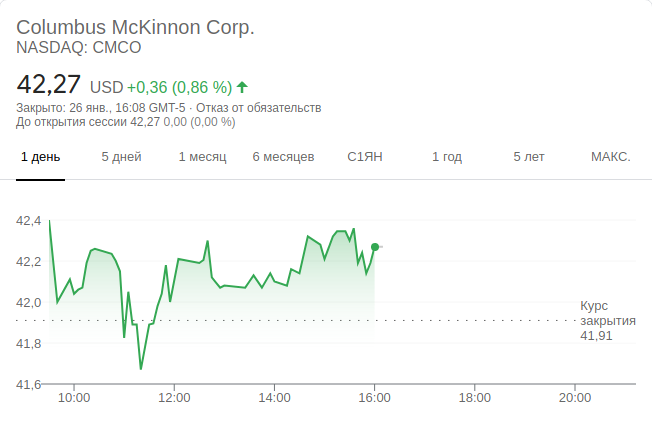 Columbus McKinnon Corp.
NASDAQ: CMCO
42,27 USD +0,36 (0,86 %)
Закрыто: 26 янв., 16:08 GMT-5 · Отказ от обязательств
До открытия сессии 42,27 0,00 (0,00 %)
1 день 5 дней 1 месяц 6 месяцев С1ЯН 1 год 5 лет МАКС.
42,4
42,2
42,0
41,8
41,6
Курс
закрытия
41,91
10:00 12:00 14:00 16:00 18:00 20:00